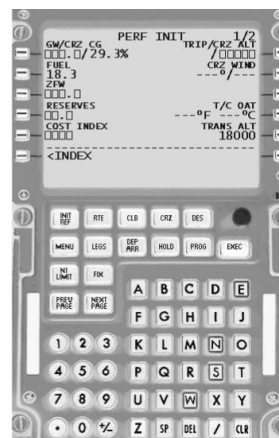 PERF INIT 1/2
GW/CRZ CG TRIP/CRZ ALT
□□□.□/29.3% /□□□□□
FUEL CRZ WIND
18.3 ---°/---
ZFW
□□□.□
RESERVES T/C OAT
□□.□ ---°F ---°C
COST INDEX TRANS ALT
□□□□ 18000
<INDEX
INIT REF RTE CLB CRZ DES
MENU LEGS DEP ARR HOLD PROG EXEC
N1 LIMIT FIX
PREV PAGE NEXT PAGE
A B C D E
F G H I J
1 2 3 K L M N O
4 5 6 P Q R S T
7 8 9 U V W X Y
. 0 +/- Z SP DEL / CLR